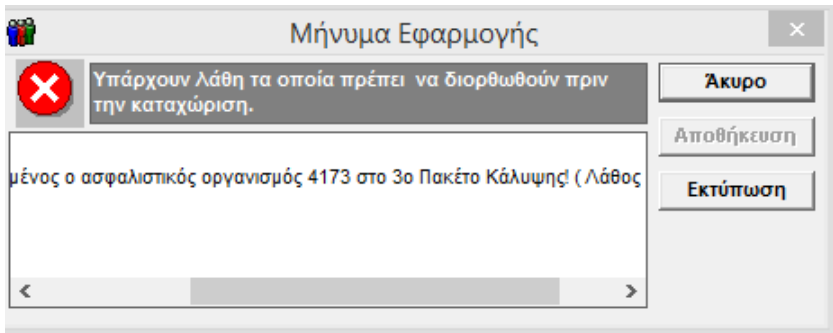 Μήνυμα Εφαρμογής
Υπάρχουν Λάθη τα οποία πρέπει να διορθωθούν πριν
την καταχώριση.
Άκυρο
Αποθήκευση
μένος ο ασφαλιστικός οργανισμός 4173 στο 3ο Πακέτο Κάλυψης! ( Λάθος
Εκτύπωση